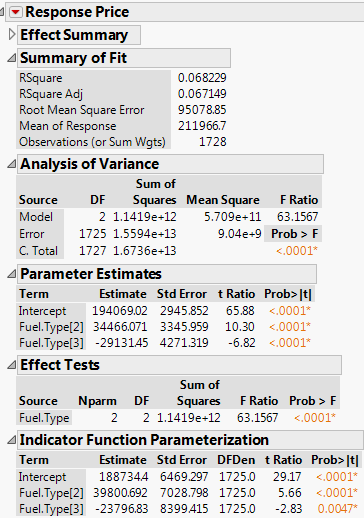 Response Price
Effect Summary
Summary of Fit
RSquare 0.068229
RSquare Adj 0.067149
Root Mean Square Error 95078.85
Mean of Response 211966.7
Observations (or Sum Wgts) 1728
Analysis of Variance
Sum of
Source DF Squares Mean Square F Ratio
Model 2 1.1419e+12 5.709e+11 63.1567
Error 1725 1.5594e+13 9.04e+9 Prob > F
C. Total 1727 1.6736e+13 <.0001*
Parameter Estimates
Term Estimate Std Error t Ratio Prob>|t|
Intercept 194069.02 2945.852 65.88 <.0001*
Fuel.Type[2] 34466.071 3345.959 10.30 <.0001*
Fuel.Type[3] -29131.45 4271.319 -6.82 <.0001*
Effect Tests
Sum of
Source Nparm DF Squares F Ratio Prob > F
Fuel.Type 2 2 1.1419e+12 63.1567 <.0001*
Indicator Function Parameterization
Term Estimate Std Error DFDen t Ratio Prob>|t|
Intercept 188734.4 6469.297 1725.0 29.17 <.0001*
Fuel.Type[2] 39800.692 7028.798 1725.0 5.66 <.0001*
Fuel.Type[3] -23796.83 8399.415 1725.0 -2.83 0.0047*